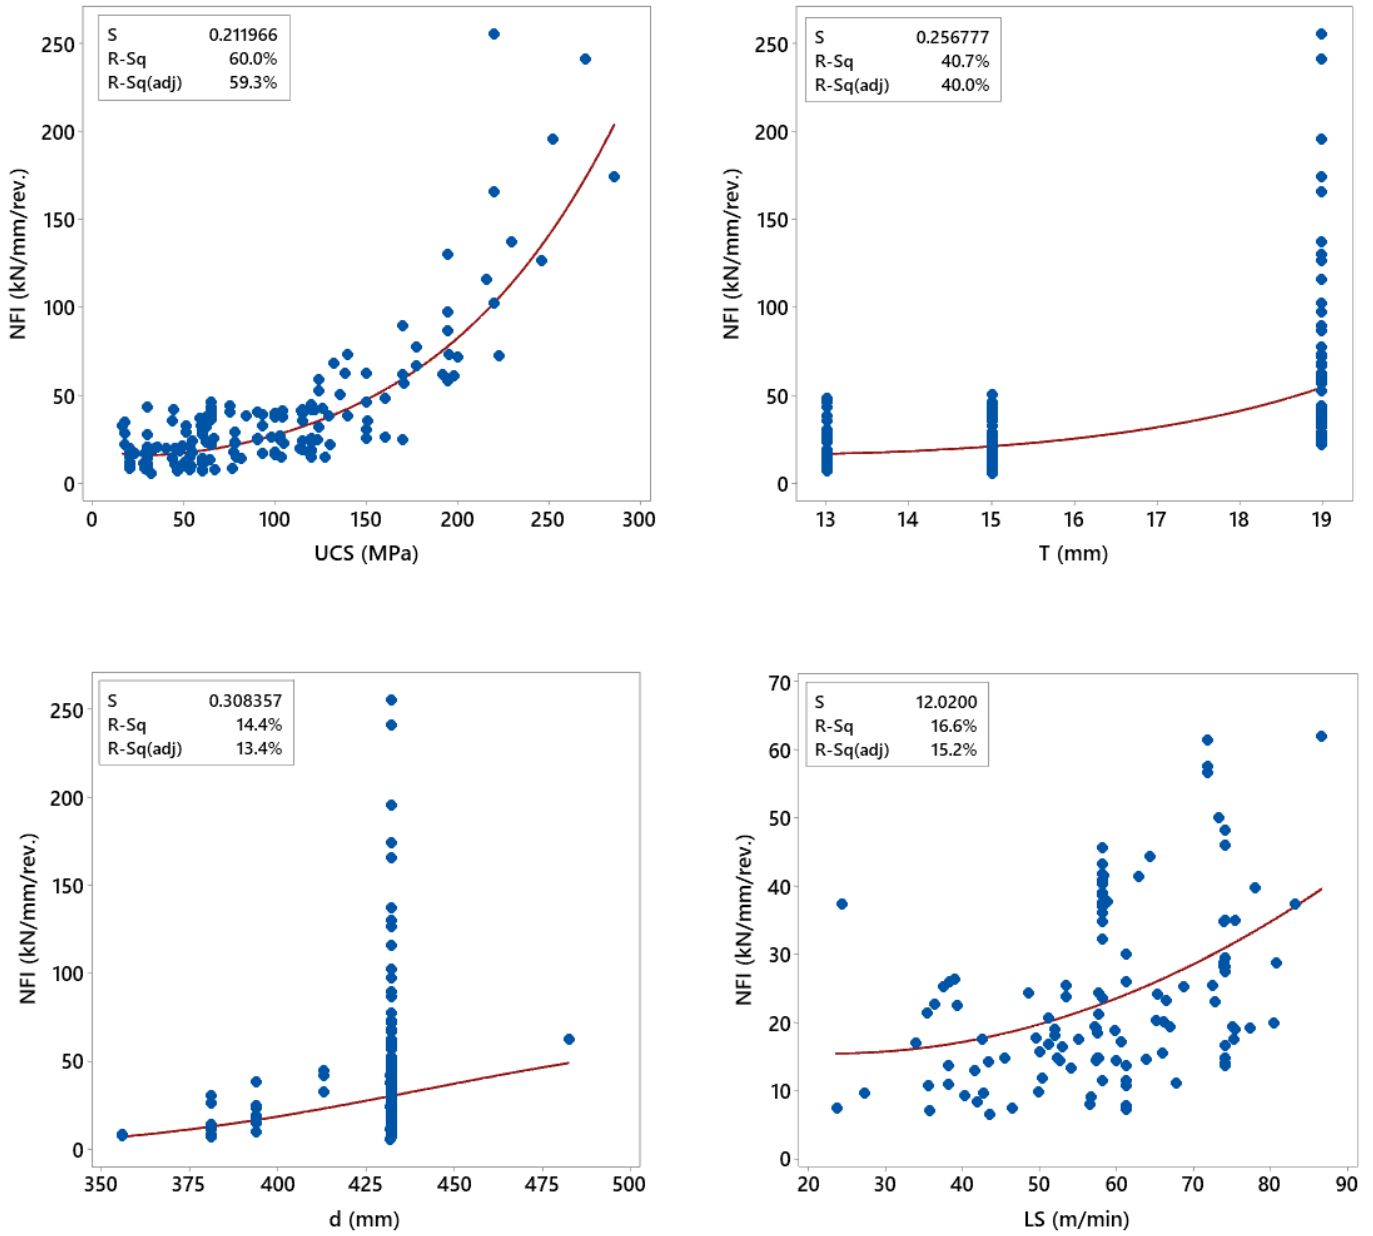 S 0.211966
R-Sq 60.0%
R-Sq(adj) 59.3%
250
200
150
100
50
0
NFI (kN/mm/rev.)
0 50 100 150 200 250 300
UCS (MPa)
S 0.256777
R-Sq 40.7%
R-Sq(adj) 40.0%
250
200
150
100
50
0
NFI (kN/mm/rev.)
13 14 15 16 17 18 19
T (mm)
S 0.308357
R-Sq 14.4%
R-Sq(adj) 13.4%
250
200
150
100
50
0
NFI (kN/mm/rev.)
350 375 400 425 450 475 500
d (mm)
S 12.0200
R-Sq 16.6%
R-Sq(adj) 15.2%
70
60
50
40
30
20
10
0
NFI (kN/mm/rev.)
20 30 40 50 60 70 80 90
LS (m/min)